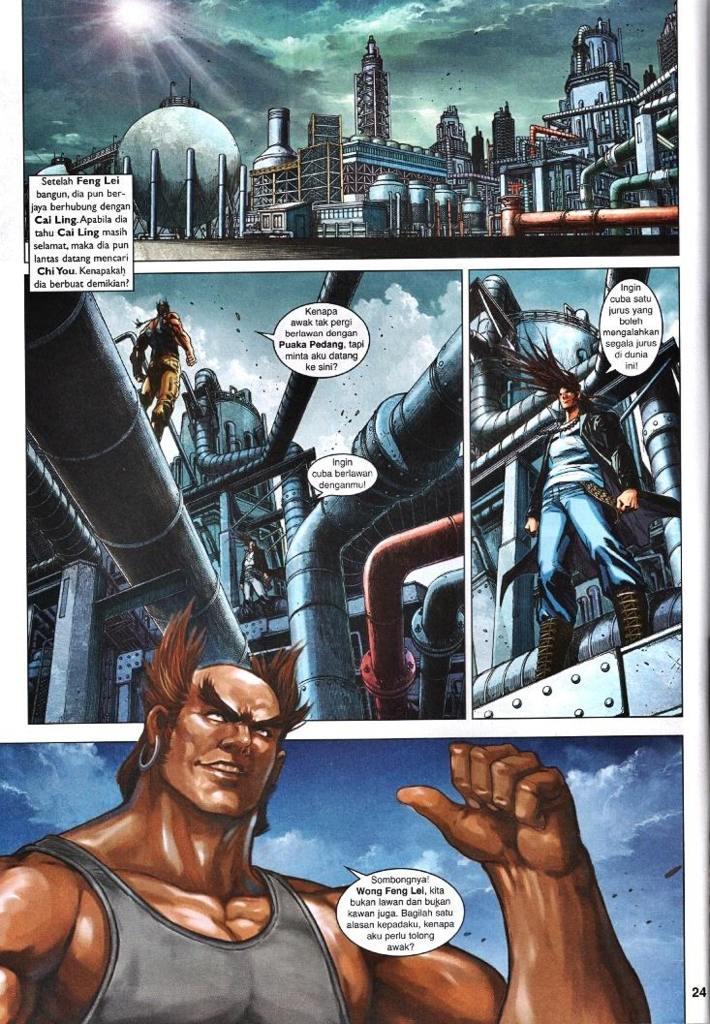 Setelah Feng Lei
bangun, dia pun ber-
jaya berhubung dengan
Cai Ling. Apabila dia
tahu Cai Ling masih
selamat, maka dia pun
lantas datang mencari
Chi You. Kenapakah
dia berbuat demikian?
Kenapa
awak tak pergi
berlawan dengan
Puaka Pedang, tapi
minta aku datang
ke sini?
Ingin
cuba berlawan
denganmu!
Ingin
cuba satu
jurus yang
boleh
mengalahkan
segala jurus
di dunia
ini!
Sombongnya!
Wong Feng Lei, kita
bukan lawan dan bukan
kawan juga. Bagilah satu
alasan kepadaku, kenapa
aku perlu tolong
awak?
24